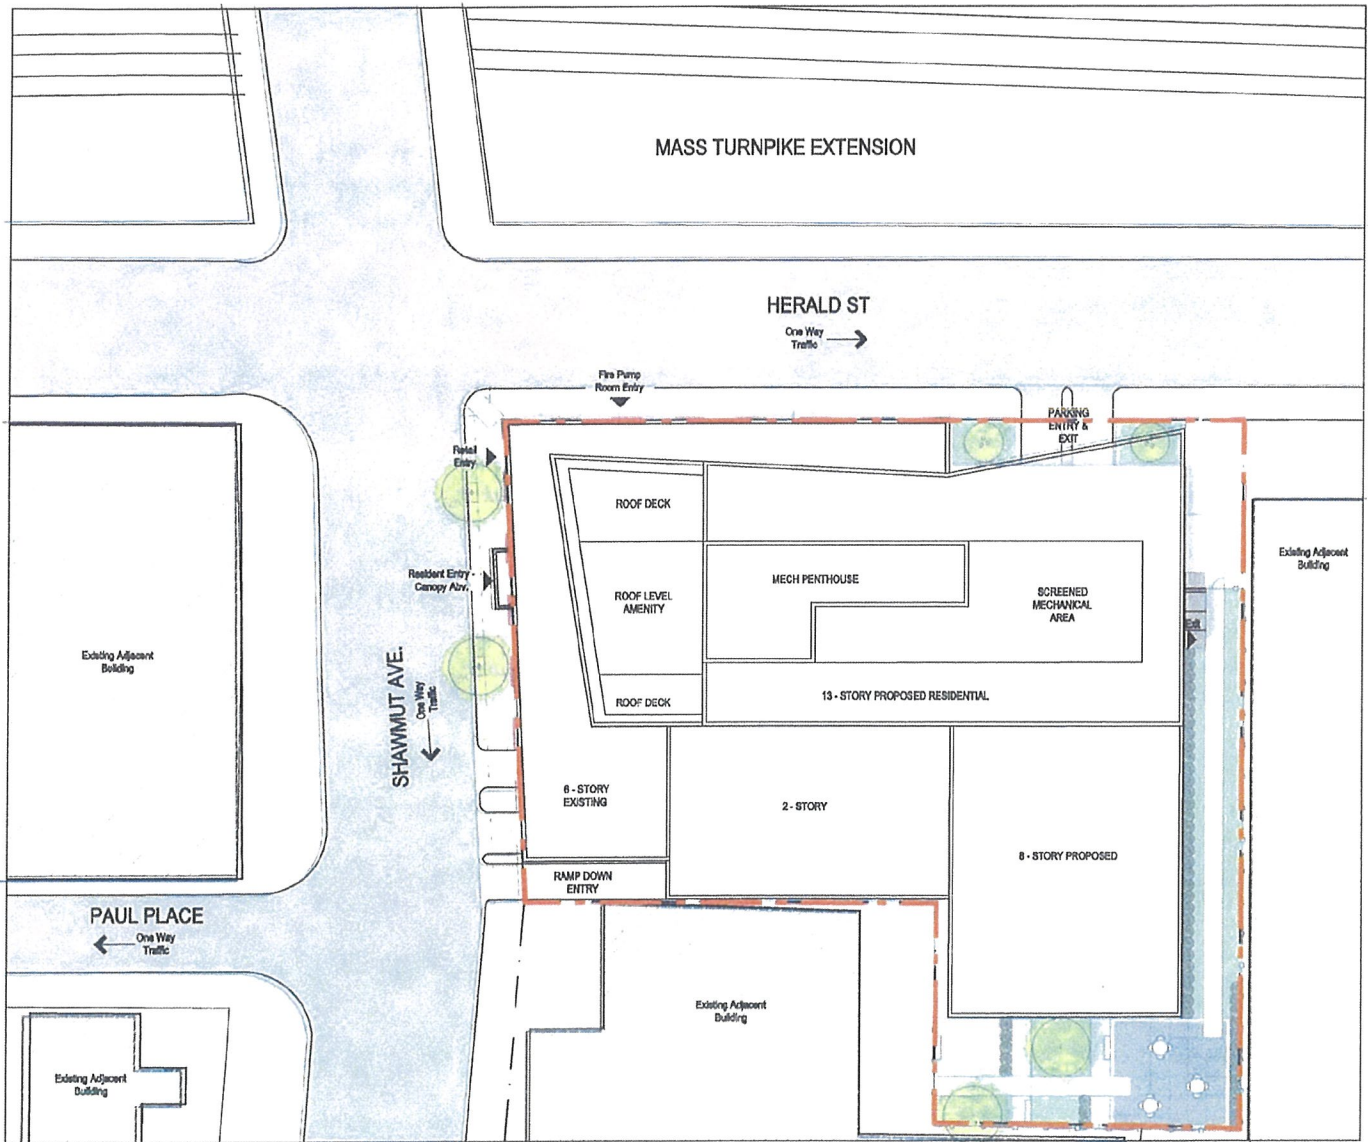 MASS TURNPIKE EXTENSION
HERALD ST
One Way
Traffic
Fire Pump
Room Entry
PARKING
ENTRY &
EXIT
Retail
Entry
ROOF DECK
Resident Entry -
Canopy Abv.
ROOF LEVEL
AMENITY
MECH PENTHOUSE
SCREENED
MECHANICAL
AREA
Existing Adjacent
Building
Exit
Existing Adjacent
Building
SHAWMUT AVE.
One Way
Traffic
ROOF DECK
13 - STORY PROPOSED RESIDENTIAL
6 - STORY
EXISTING
2 - STORY
8 - STORY PROPOSED
RAMP DOWN
ENTRY
PAUL PLACE
One Way
Traffic
Existing Adjacent
Building
Existing Adjacent
Building